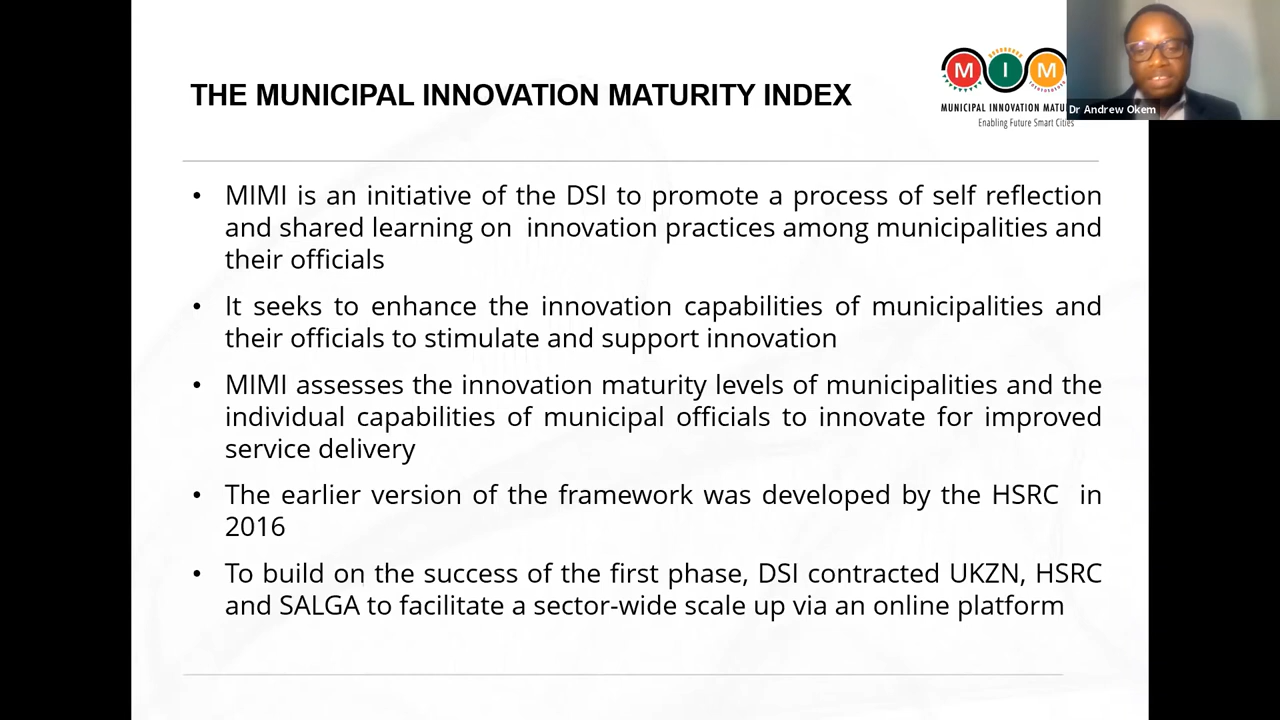 THE MUNICIPAL INNOVATION MATURITY INDEX
M I M
MUNICIPAL INNOVATION
Enabling Future Smart Cities
Dr Andrew Okem
• MIMI is an initiative of the DSI to promote a process of self reflection
and shared learning on innovation practices among municipalities and
their officials
• It seeks to enhance the innovation capabilities of municipalities and
their officials to stimulate and support innovation
• MIMI assesses the innovation maturity levels of municipalities and the
individual capabilities of municipal officials to innovate for improved
service delivery
• The earlier version of the framework was developed by the HSRC in
2016
• To build on the success of the first phase, DSI contracted UKZN, HSRC
and SALGA to facilitate a sector-wide scale up via an online platform